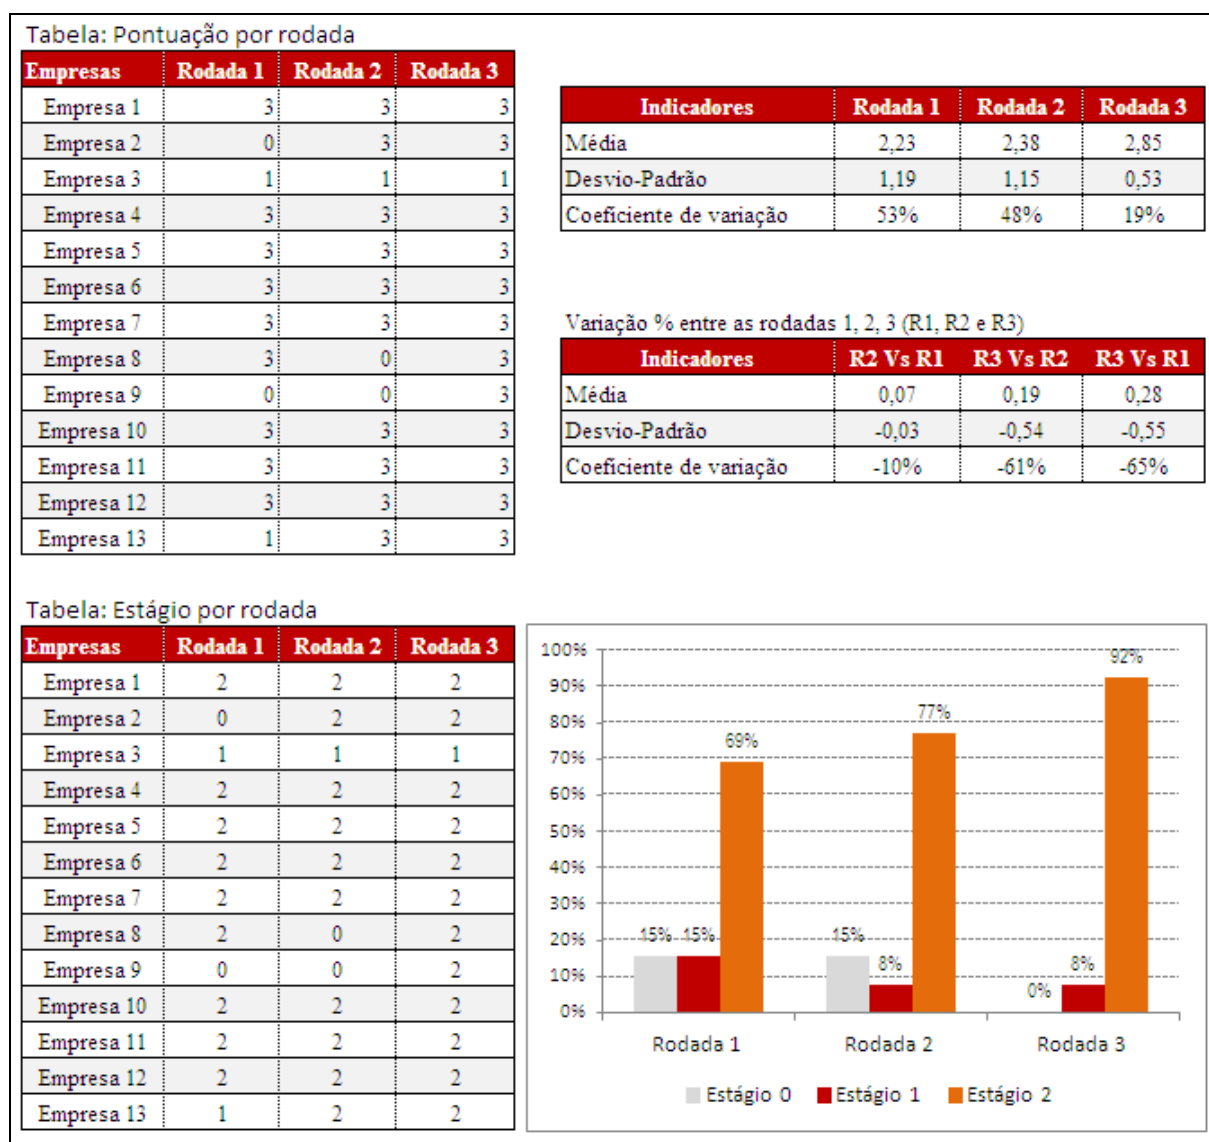 Tabela: Pontuação por rodada
Empresas Rodada 1 Rodada 2 Rodada 3
Empresa 1 3 3 3
Empresa 2 0 3 3
Empresa 3 1 1 1
Empresa 4 3 3 3
Empresa 5 3 3 3
Empresa 6 3 3 3
Empresa 7 3 3 3
Empresa 8 3 0 3
Empresa 9 0 0 3
Empresa 10 3 3 3
Empresa 11 3 3 3
Empresa 12 3 3 3
Empresa 13 1 3 3
Indicadores Rodada 1 Rodada 2 Rodada 3
Média 2,23 2,38 2,85
Desvio-Padrão 1,19 1,15 0,53
Coeficiente de variação 53% 48% 19%
Variação % entre as rodadas 1, 2, 3 (R1, R2 e R3)
Indicadores R2 Vs R1 R3 Vs R2 R3 Vs R1
Média 0,07 0,19 0,28
Desvio-Padrão -0,03 -0,54 -0,55
Coeficiente de variação -10% -61% -65%
Tabela: Estágio por rodada
Empresas Rodada 1 Rodada 2 Rodada 3
Empresa 1 2 2 2
Empresa 2 0 2 2
Empresa 3 1 1 1
Empresa 4 2 2 2
Empresa 5 2 2 2
Empresa 6 2 2 2
Empresa 7 2 2 2
Empresa 8 2 0 2
Empresa 9 0 0 2
Empresa 10 2 2 2
Empresa 11 2 2 2
Empresa 12 2 2 2
Empresa 13 1 2 2
100%
90%
80%
70%
60%
50%
40%
30%
20%
10%
0%
15% 15% 69%
15% 8% 77%
0% 8% 92%
Rodada 1 Rodada 2 Rodada 3
Estágio 0 Estágio 1 Estágio 2